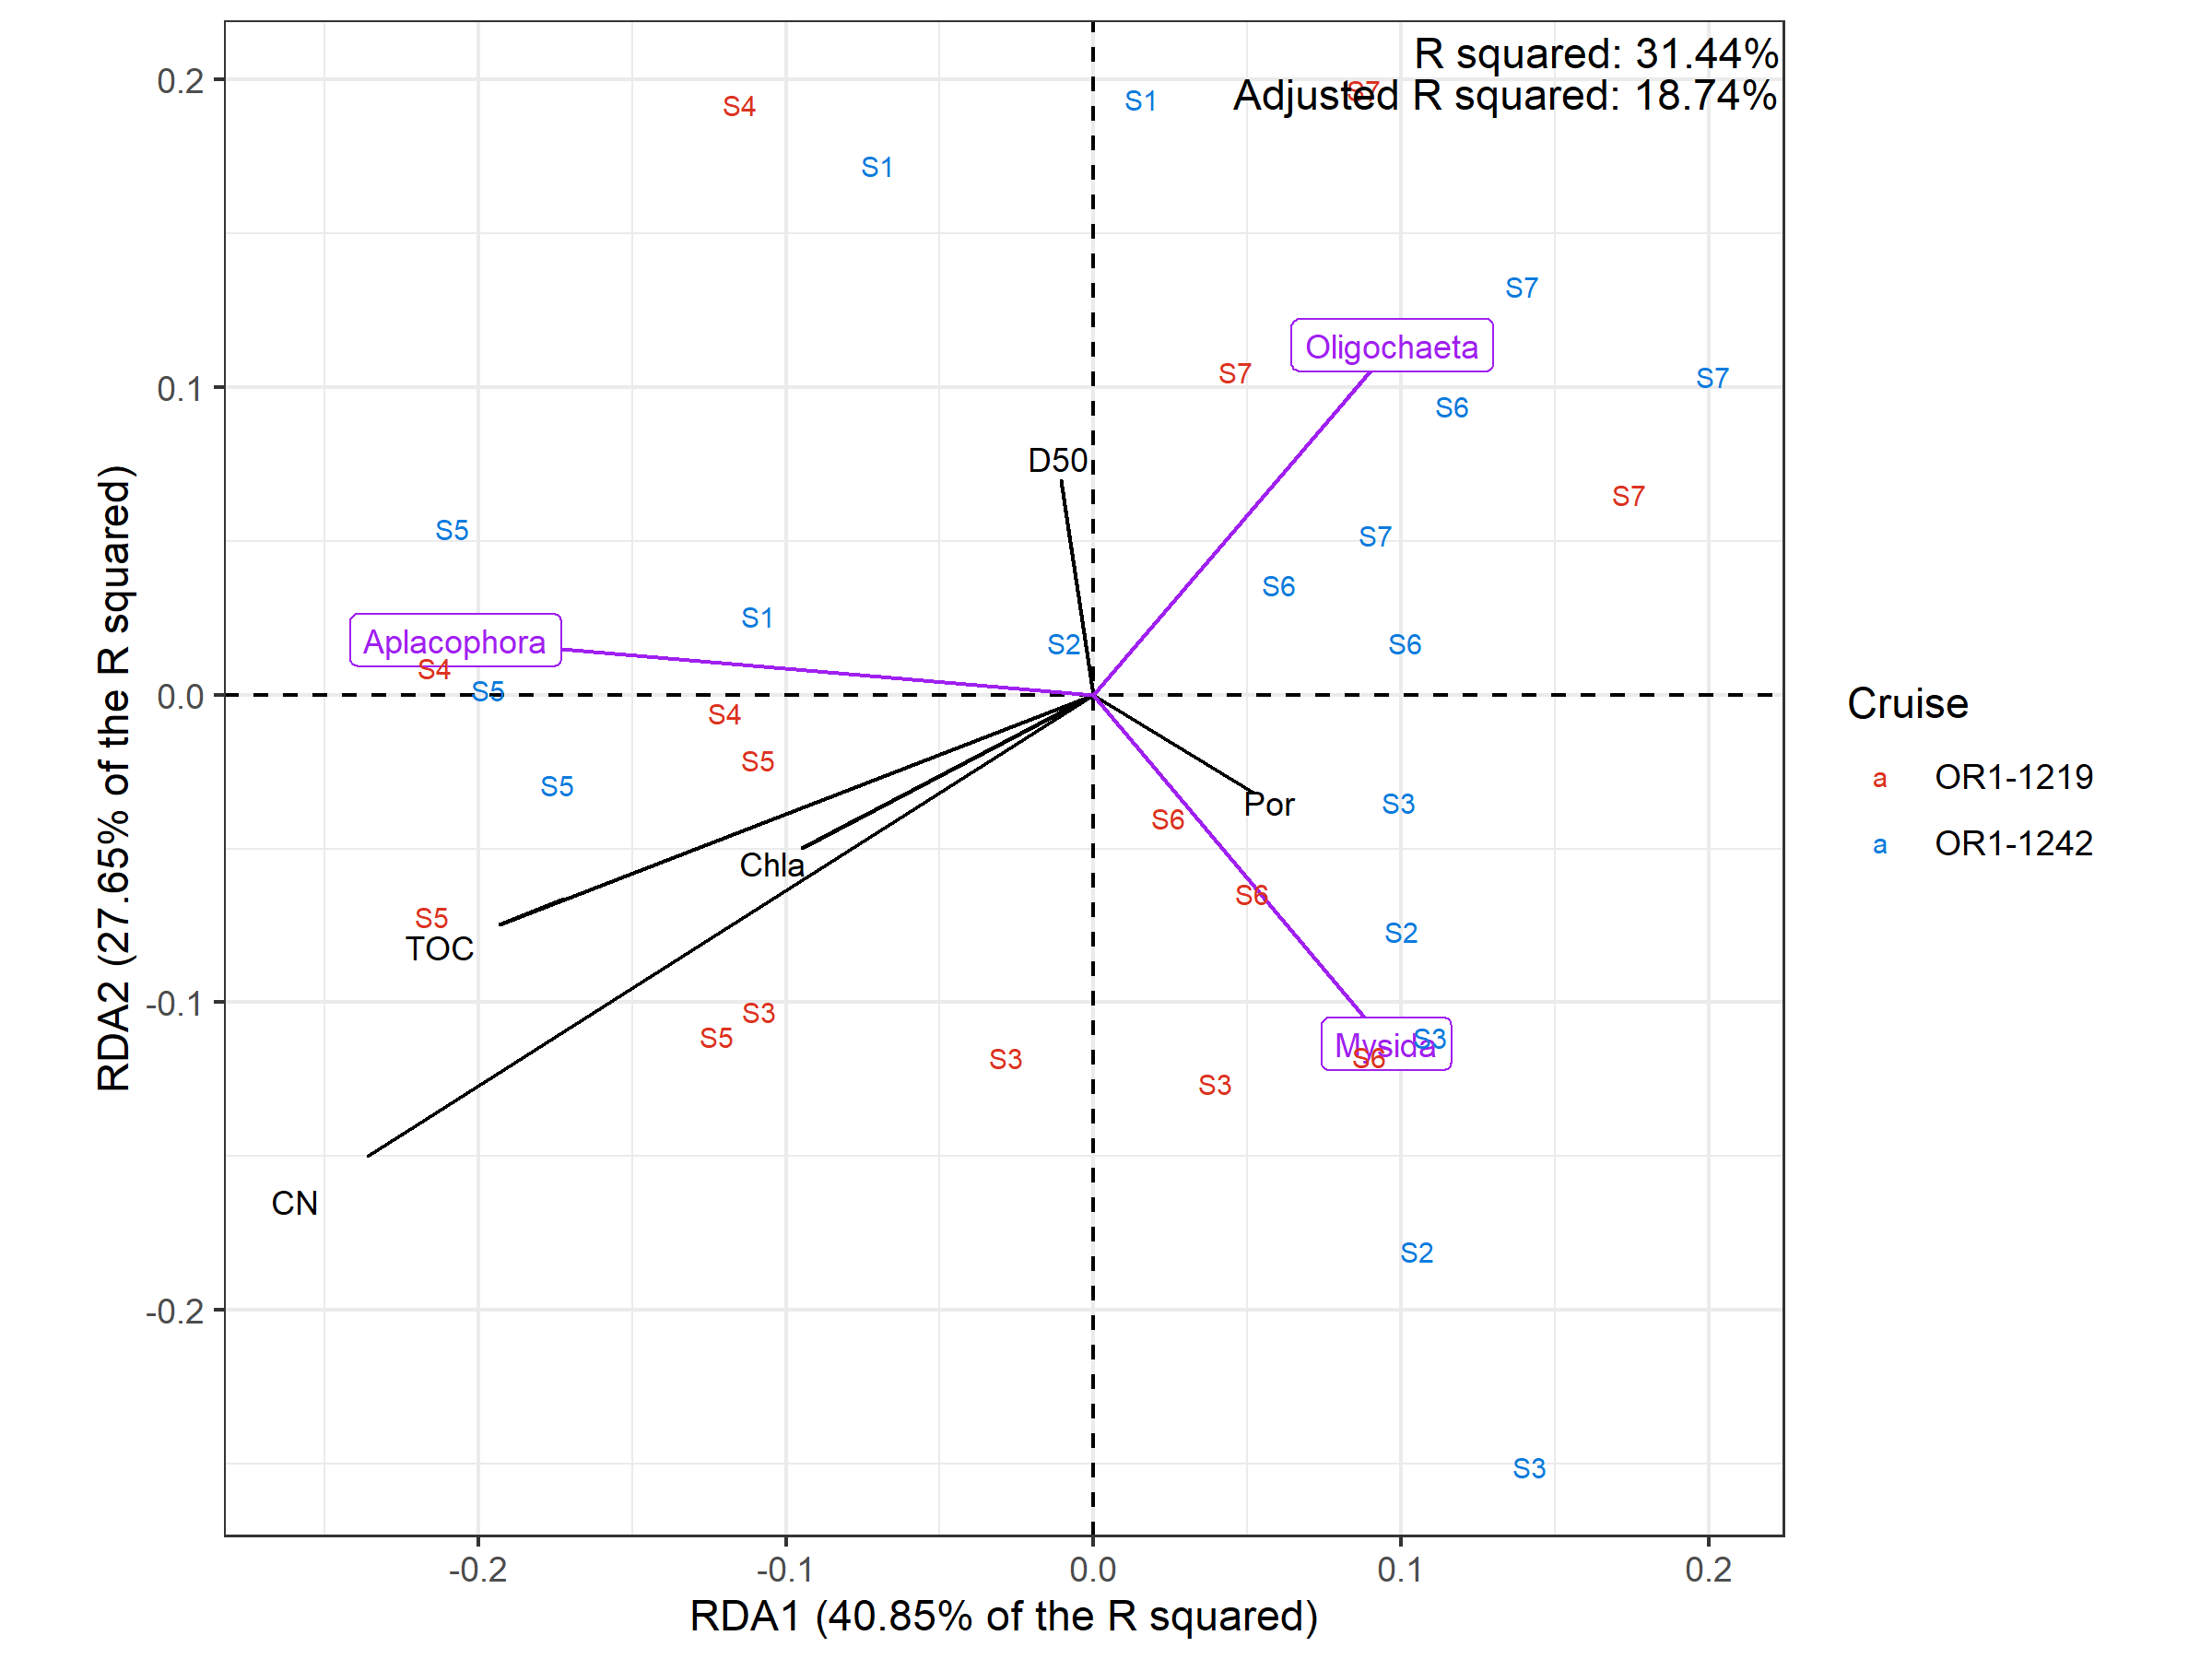 R squared: 31.44%
S7
Adjusted R squared: 18.74%
0.2
S4
S1
S1
S7
Oligochaeta
S7
S7
0.1
S6
D50
S7
S5
S7
S6
S1
Aplacophora
S2
S6
S4
S5
0.0
S4
S5
S5
Por
S3
S6
Chla
S6
S5
S2
TOC
-0.1
S3
S5
S3
Mysida
S3
S6
S3
CN
S2
-0.2
S3
-0.2
-0.1
0.0
0.1
0.2
RDA1 (40.85% of the R squared)
RDA2 (27.65% of the R squared)
Cruise
a OR1-1219
a OR1-1242